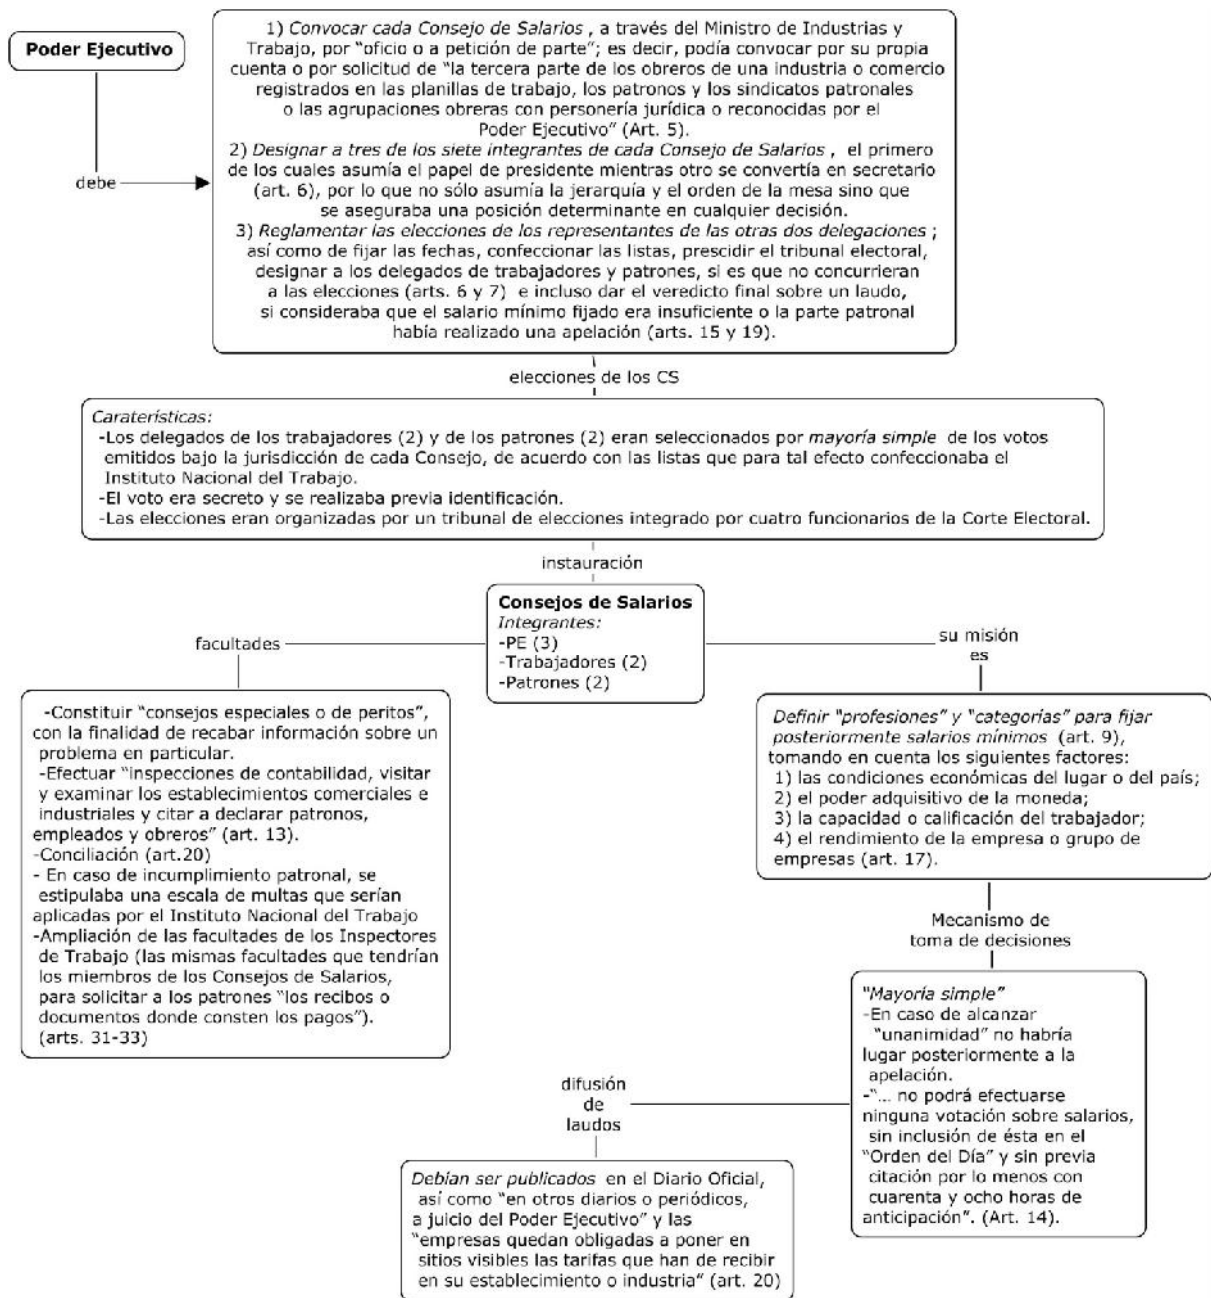 Poder Ejecutivo
debe
1) Convocar cada Consejo de Salarios , a través del Ministro de Industrias y
Trabajo, por “oficio o a petición de parte”; es decir, podía convocar por su propia
cuenta o por solicitud de “la tercera parte de los obreros de una industria o comercio
registrados en las planillas de trabajo, los patronos y los sindicatos patronales
o las agrupaciones obreras con personería jurídica o reconocidas por el
Poder Ejecutivo” (Art. 5).
2) Designar a tres de los siete integrantes de cada Consejo de Salarios , el primero
de los cuales asumía el papel de presidente mientras otro se convertía en secretario
(art. 6), por lo que no sólo asumía la jerarquía y el orden de la mesa sino que
se aseguraba una posición determinante en cualquier decisión.
3) Reglamentar las elecciones de los representantes de las otras dos delegaciones ;
así como de fijar las fechas, confeccionar las listas, prescidir el tribunal electoral,
designar a los delegados de trabajadores y patrones, si es que no concurrieran
a las elecciones (arts. 6 y 7) e incluso dar el veredicto final sobre un laudo,
si consideraba que el salario mínimo fijado era insuficiente o la parte patronal
había realizado una apelación (arts. 15 y 19).
elecciones de los CS
Caraterísticas:
-Los delegados de los trabajadores (2) y de los patrones (2) eran seleccionados por mayoría simple de los votos
emitidos bajo la jurisdicción de cada Consejo, de acuerdo con las listas que para tal efecto confeccionaba el
Instituto Nacional del Trabajo.
-El voto era secreto y se realizaba previa identificación.
-Las elecciones eran organizadas por un tribunal de elecciones integrado por cuatro funcionarios de la Corte Electoral.
instauración
Consejos de Salarios
Integrantes:
-PE (3)
-Trabajadores (2)
-Patrones (2)
facultades
-Constituir “consejos especiales o de peritos”,
con la finalidad de recabar información sobre un
problema en particular.
-Efectuar “inspecciones de contabilidad, visitar
y examinar los establecimientos comerciales e
industriales y citar a declarar patronos,
empleados y obreros” (art. 13).
-Conciliación (art.20)
- En caso de incumplimiento patronal, se
estipulaba una escala de multas que serían
aplicadas por el Instituto Nacional del Trabajo
-Ampliación de las facultades de los Inspectores
de Trabajo (las mismas facultades que tendrían
los miembros de los Consejos de Salarios,
para solicitar a los patrones “los recibos o
documentos donde consten los pagos”).
(arts. 31-33)
su misión
es
Definir “profesiones” y “categorías” para fijar
posteriormente salarios mínimos (art. 9),
tomando en cuenta los siguientes factores:
1) las condiciones económicas del lugar o del país;
2) el poder adquisitivo de la moneda;
3) la capacidad o calificación del trabajador;
4) el rendimiento de la empresa o grupo de
empresas (art. 17).
Mecanismo de
toma de decisiones
“Mayoría simple”
-En caso de alcanzar
“unanimidad” no habría
lugar posteriormente a la
apelación.
-“... no podrá efectuarse
ninguna votación sobre salarios,
sin inclusión de ésta en el
“Orden del Día” y sin previa
citación por lo menos con
cuarenta y ocho horas de
anticipación”. (Art. 14).
difusión
de
laudos
Debían ser publicados en el Diario Oficial,
así como “en otros diarios o periódicos,
a juicio del Poder Ejecutivo” y las
“empresas quedan obligadas a poner en
sitios visibles las tarifas que han de recibir
en su establecimiento o industria” (art. 20)